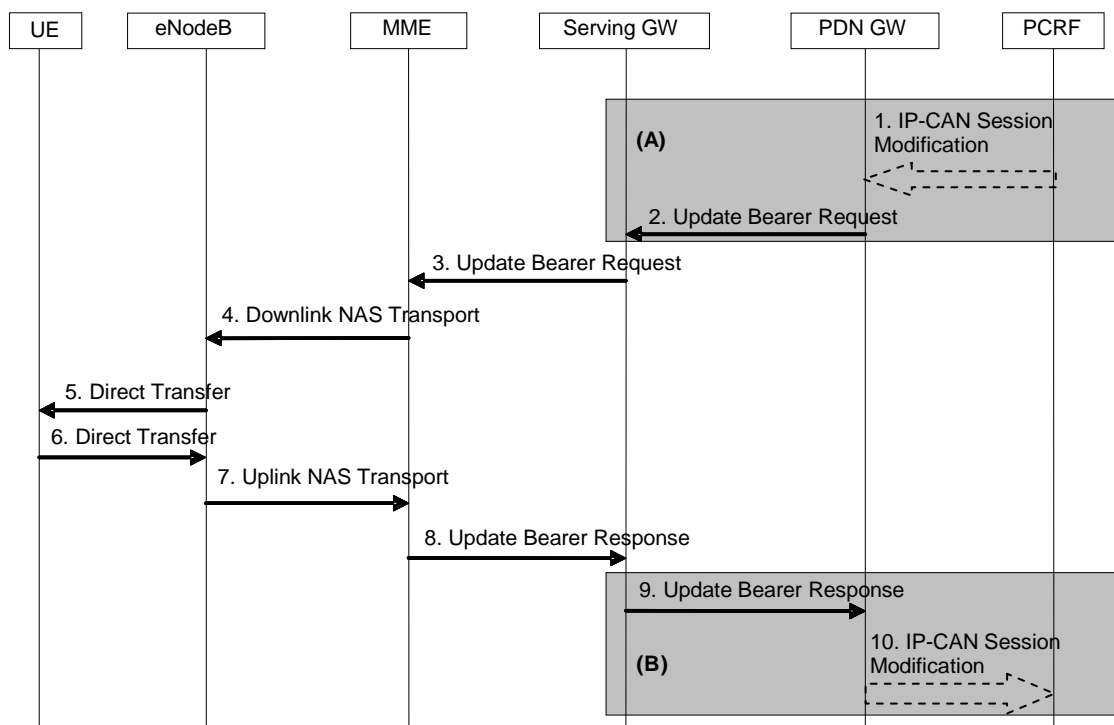 UE
eNodeB
MME
Serving GW
PDN GW
PCRF
(A)
1. IP-CAN Session
Modification
2. Update Bearer Request
3. Update Bearer Request
4. Downlink NAS Transport
5. Direct Transfer
6. Direct Transfer
7. Uplink NAS Transport
8. Update Bearer Response
9. Update Bearer Response
(B)
10. IP-CAN Session
Modification